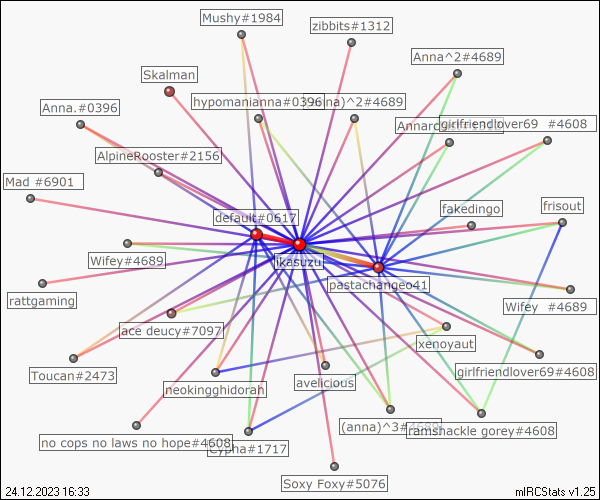 Mushy#1984
zibbits#1312
Anna^2#4689
Skalman
hypomanianna#0396
^2#4689
girlfriendlover69 #4608
Anna.#0396
AlpineRooster#2156
Mad #6901
default#0617
fakedingo
frisout
ikasuzu
Wifey#4689
pastachangeo41
rattgaming
Wifey #4689
ace deucy#7097
xenoyaut
Toucan#2473
neokingghidorah
avelicious
girlfriendlover69#4608
no cops no laws no hope#4608
Cypha#1717
(anna)^3#4689
ramshackle gorey#4608
Soxy Foxy#5076
24.12.2023 16:33
mIRCStats v1.25